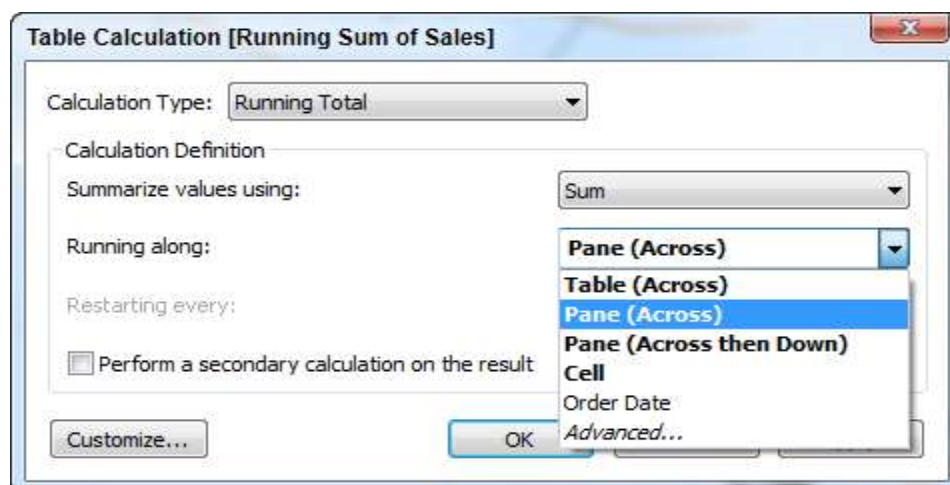 Table Calculation [Running Sum of Sales]
Calculation Type: Running Total
Calculation Definition
Summarize values using: Sum
Running along: Pane (Across)
Table (Across)
Restarting every:
Pane (Across)
Pane (Across then Down)
Perform a secondary calculation on the result
Cell
Order Date
Customize... OK Advanced...